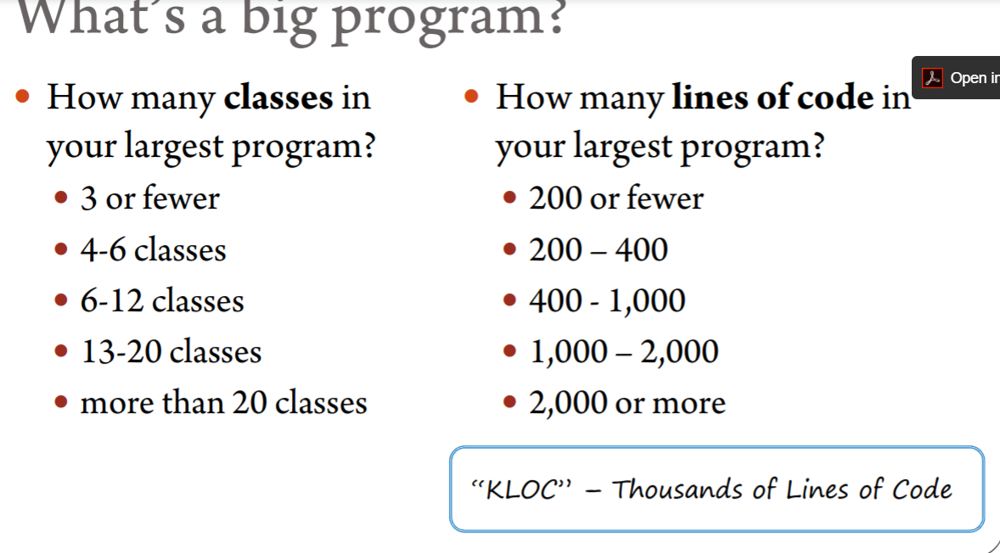 What's a big program?
• How many classes in
your largest program?
• 3 or fewer
• 4-6 classes
• 6-12 classes
• 13-20 classes
• more than 20 classes
• How many lines of code in
your largest program?
• 200 or fewer
• 200 – 400
• 400 - 1,000
• 1,000 – 2,000
• 2,000 or more
“KLOC” – Thousands of Lines of Code
Open in